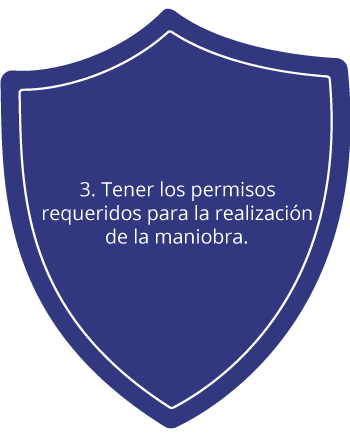 3. Tener los permisos
requeridos para la realización
de la maniobra.